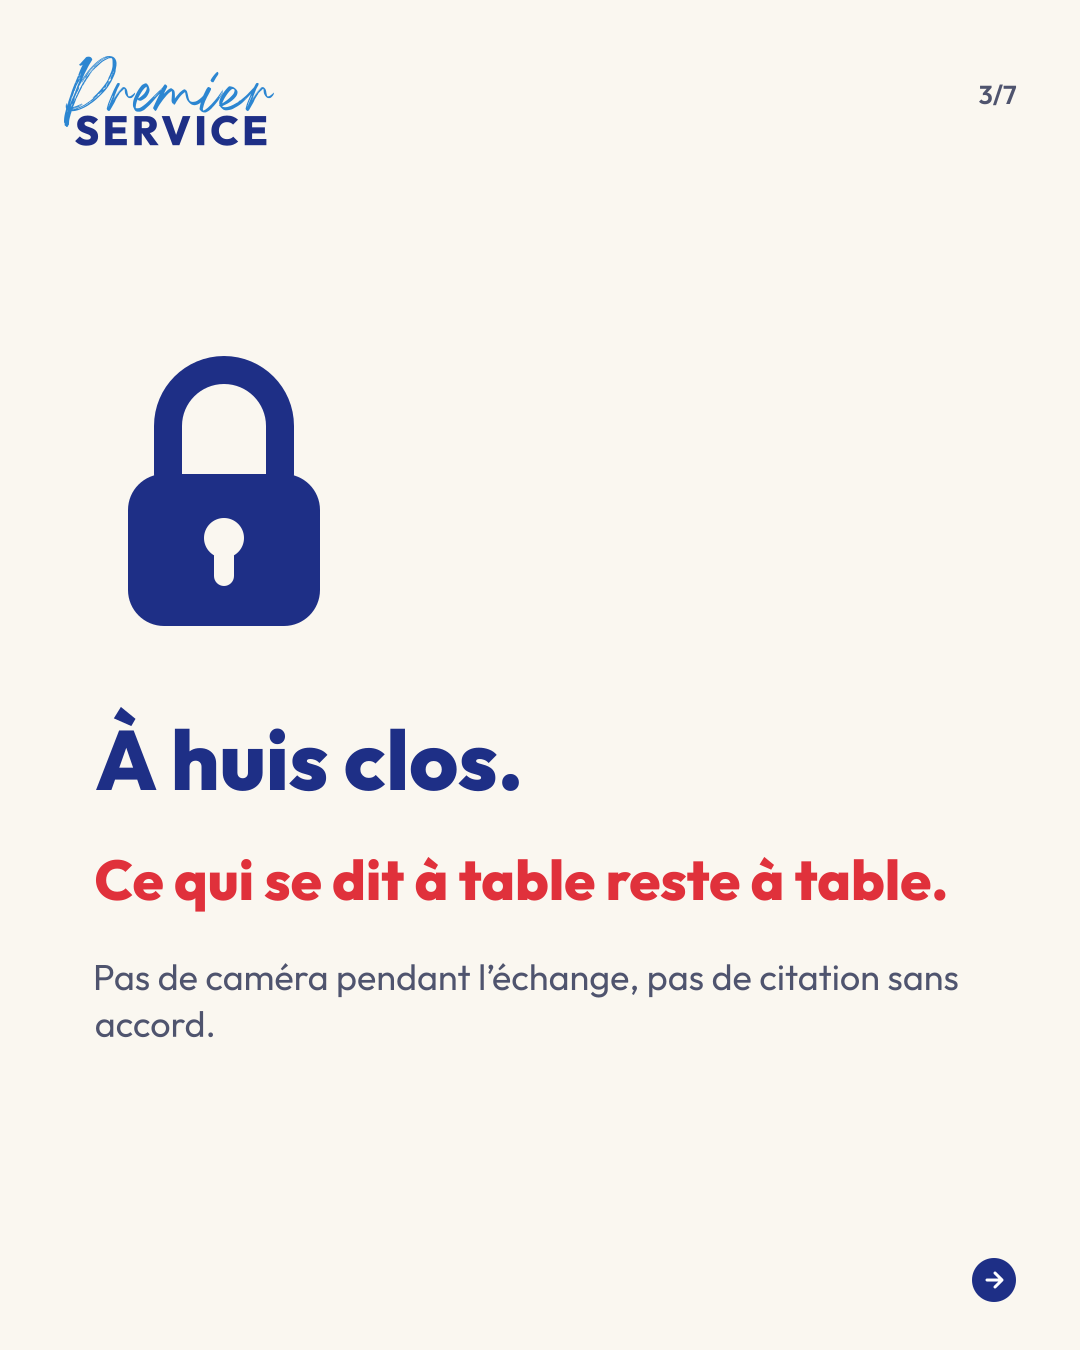 Premier
SERVICE
3/7
À huis clos.
Ce qui se dit à table reste à table.
Pas de caméra pendant l’échange, pas de citation sans
accord.